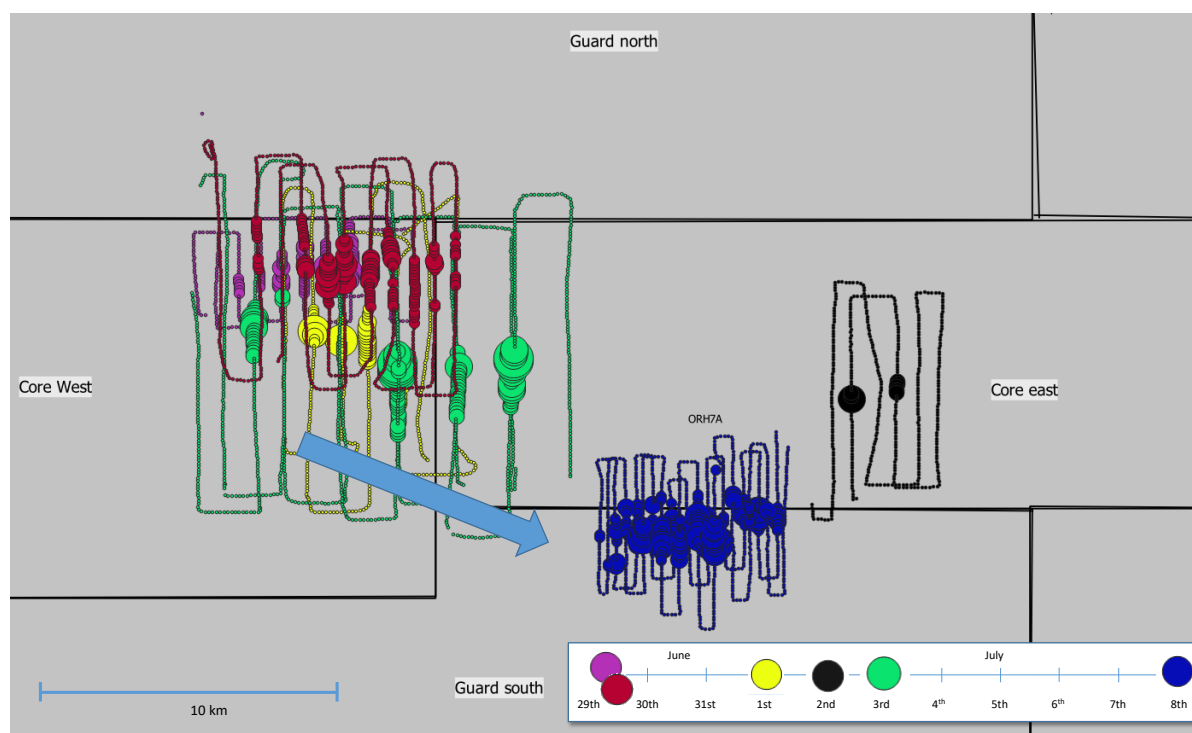 Guard north
Core West
Core east
ORH7A
Guard south
10 km
June
July
29th
30th
31st
1st
2nd
3rd
4th
5th
6th
7th
8th